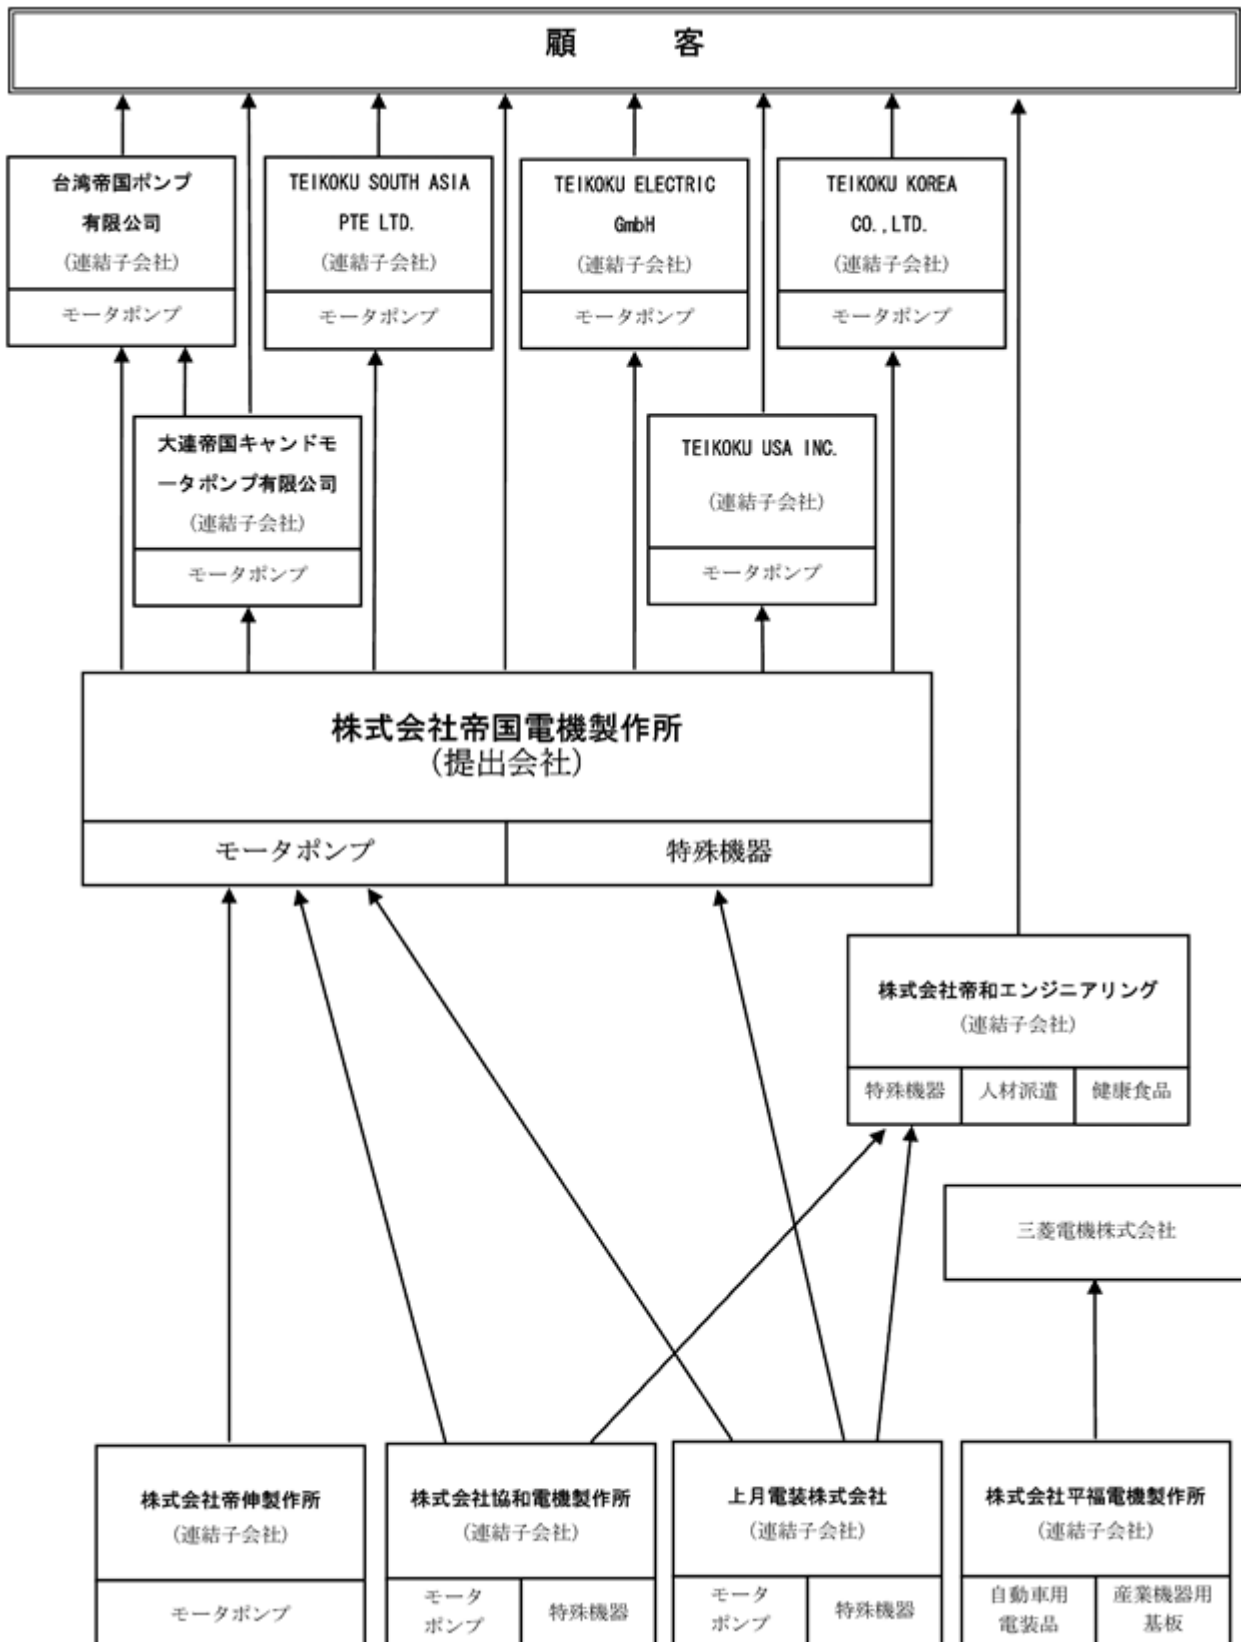 顧客
台湾帝国ポンプ
有限公司
(連結子会社)
モータポンプ
TEIKOKU SOUTH ASIA
PTE LTD.
(連結子会社)
モータポンプ
TEIKOKU ELECTRIC
GmbH
(連結子会社)
モータポンプ
TEIKOKU KOREA
CO.,LTD.
(連結子会社)
モータポンプ
大連帝国キャンドモ
ータポンプ有限公司
(連結子会社)
モータポンプ
TEIKOKU USA INC.
(連結子会社)
モータポンプ
株式会社帝国電機製作所
(提出会社)
モータポンプ
特殊機器
株式会社帝和エンジニアリング
(連結子会社)
特殊機器
人材派遣
健康食品
三菱電機株式会社
株式会社帝伸製作所
(連結子会社)
モータポンプ
株式会社協和電機製作所
(連結子会社)
モータ
ポンプ
特殊機器
上月電装株式会社
(連結子会社)
モータ
ポンプ
特殊機器
株式会社平福電機製作所
(連結子会社)
自動車用
電装品
産業機器用
基板